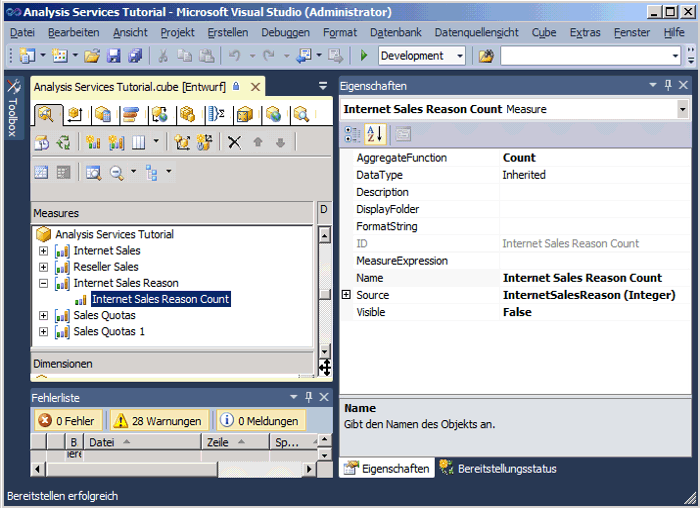 Analysis Services Tutorial - Microsoft Visual Studio (Administrator)
Datei Bearbeiten Ansicht Projekt Erstellen Debuggen Format Datenbank Datenquellensicht Cube Extras Fenster Hilfe
Development
Toolbox
Analysis Services Tutorial.cube [Entwurf]
Measures
D
Analysis Services Tutorial
Internet Sales
Reseller Sales
Internet Sales Reason
Internet Sales Reason Count
Sales Quotas
Sales Quotas 1
Dimensionen
Fehlerliste
0 Fehler
28 Warnungen
0 Meldungen
B Datei Zeile Sp...
Eigenschaften
Internet Sales Reason Count Measure
AggregateFunction Count
DataType Inherited
Description
DisplayFolder
FormatString
ID Internet Sales Reason Count
MeasureExpression
Name Internet Sales Reason Count
Source InternetSalesReason (Integer)
Visible False
Name
Gibt den Namen des Objekts an.
Eigenschaften
Bereitstellungsstatus
Bereitstellen erfolgreich